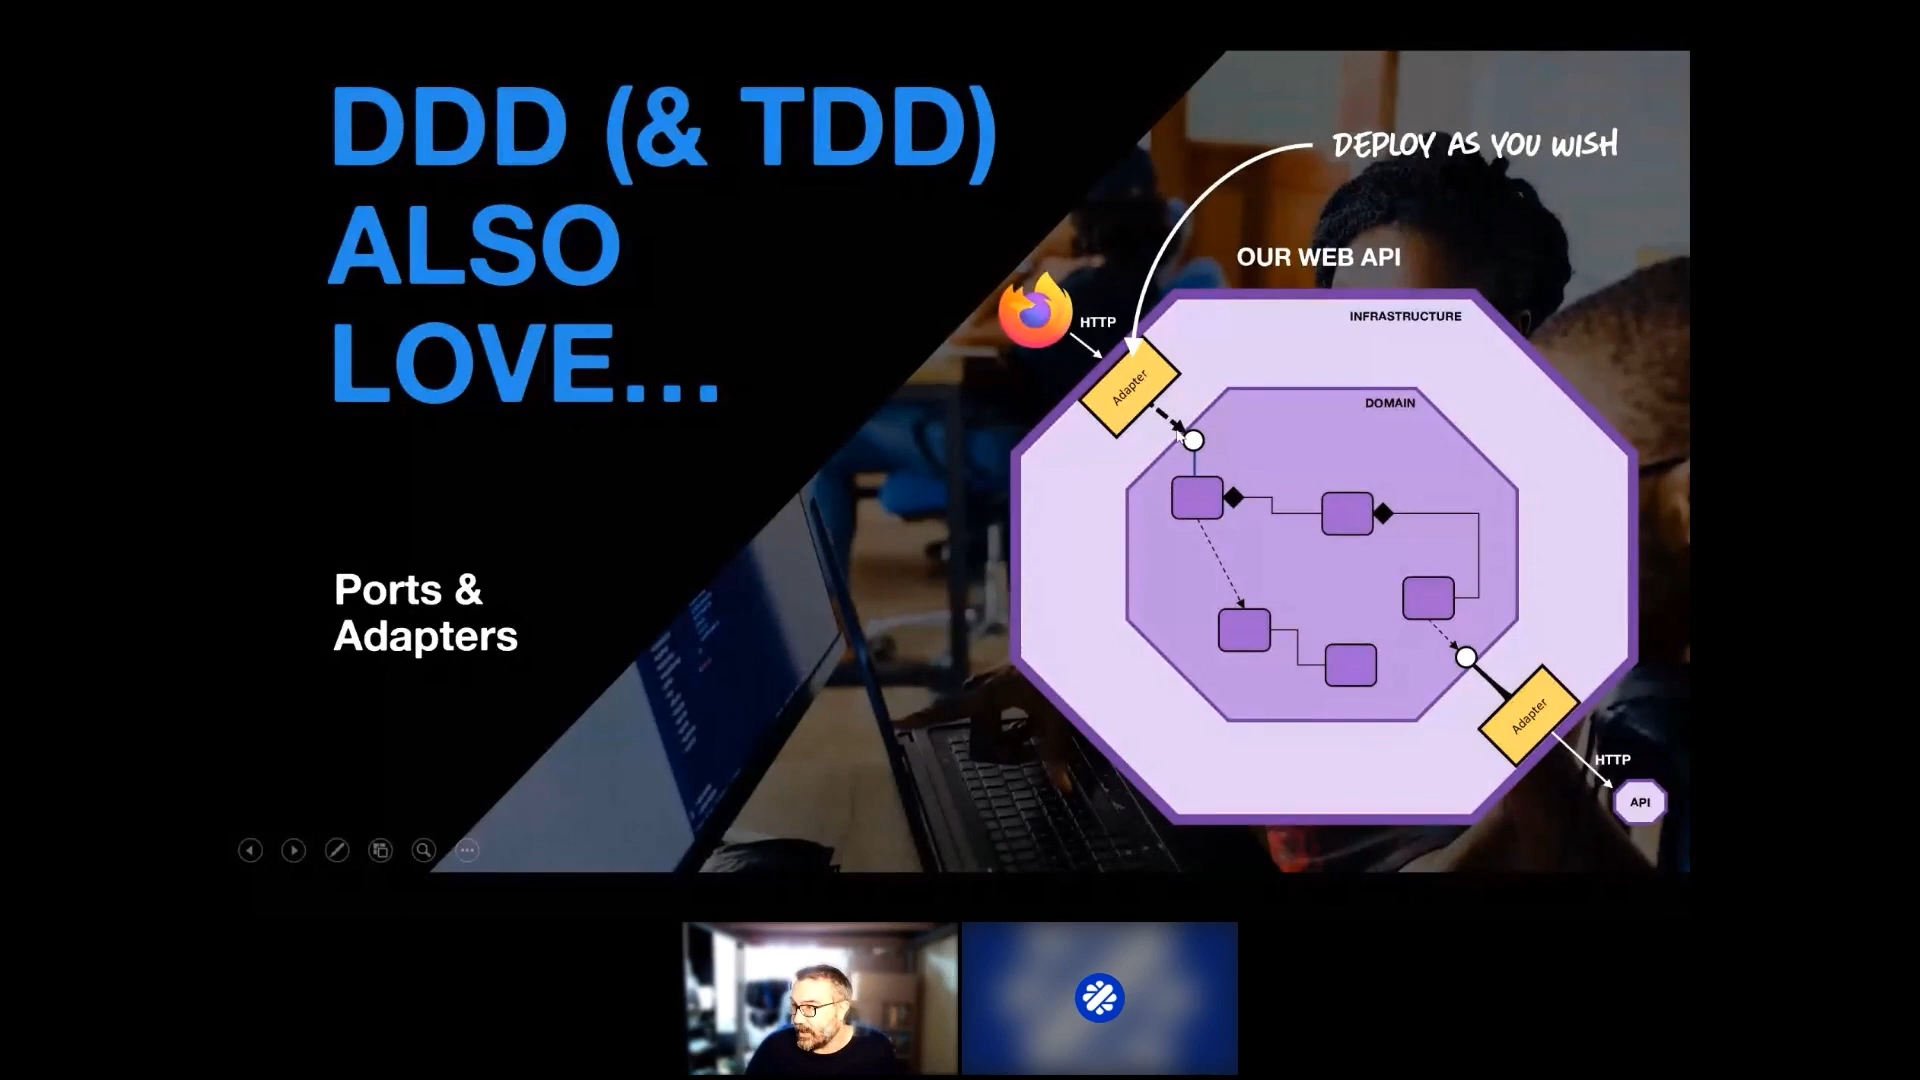 DDD (& TDD)
ALSO
LOVE...
Ports &
Adapters
DEPLOY AS YOU WISH
OUR WEB API
INFRASTRUCTURE
HTTP
Adapter
DOMAIN
Adapter
HTTP
API